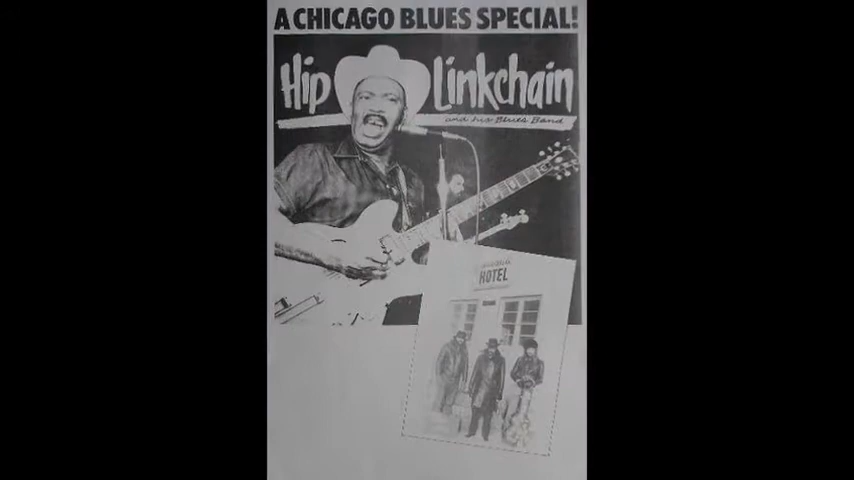 A CHICAGO BLUES SPECIAL!
Hip Linkchain
and his Blues Band
HOTEL